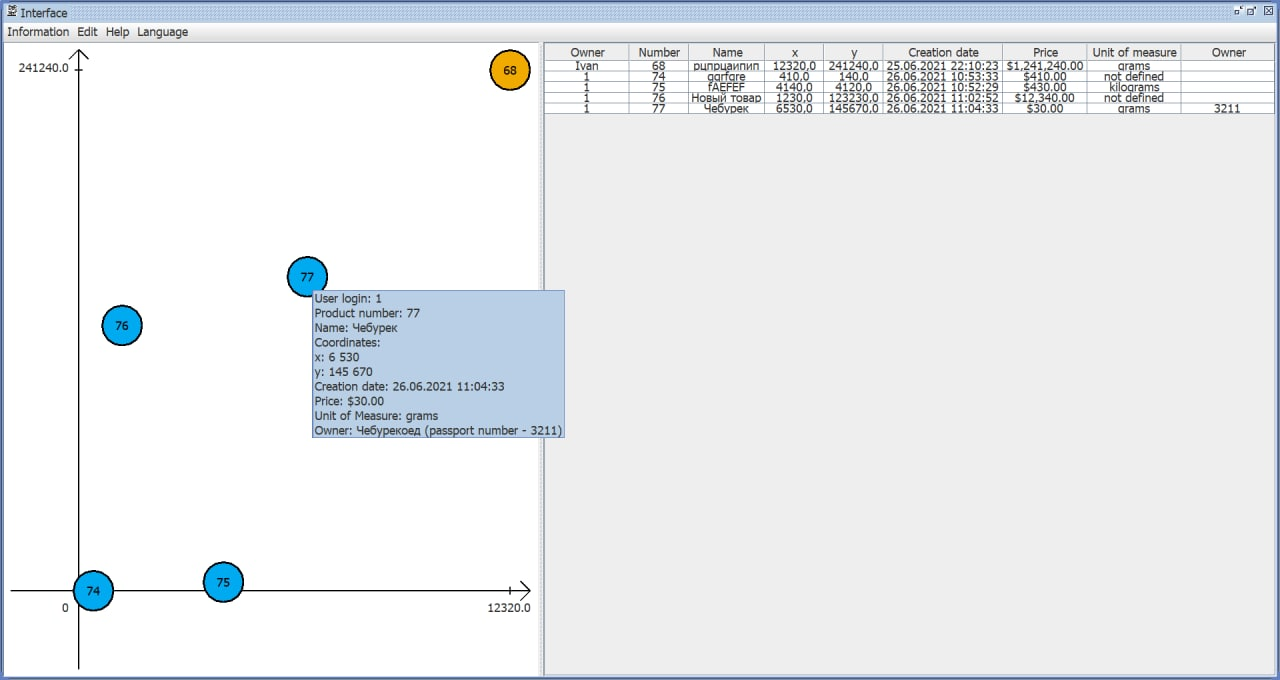 Interface
Information Edit Help Language
241240.0
68
77
76
74
75
0
12320.0
User login: 1
Product number: 77
Name: Чебурек
Coordinates:
x: 6 530
y: 145 670
Creation date: 26.06.2021 11:04:33
Price: $30.00
Unit of Measure: grams
Owner: Чебурекоед (passport number - 3211)
Owner Number Name x y Creation date Price Unit of measure Owner
Ivan 68 рцпрцаипип 12320,0 241240,0 25.06.2021 22:10:23 $1,241,240.00 grams
1 74 gqrfgre 410,0 140,0 26.06.2021 10:53:33 $410.00 not defined
1 75 fAEFEF 4140,0 4120,0 26.06.2021 10:52:29 $430.00 kilograms
1 76 Новый товар 1230,0 123230,0 26.06.2021 11:02:52 $12,340.00 not defined
1 77 Чебурек 6530,0 145670,0 26.06.2021 11:04:33 $30.00 grams 3211